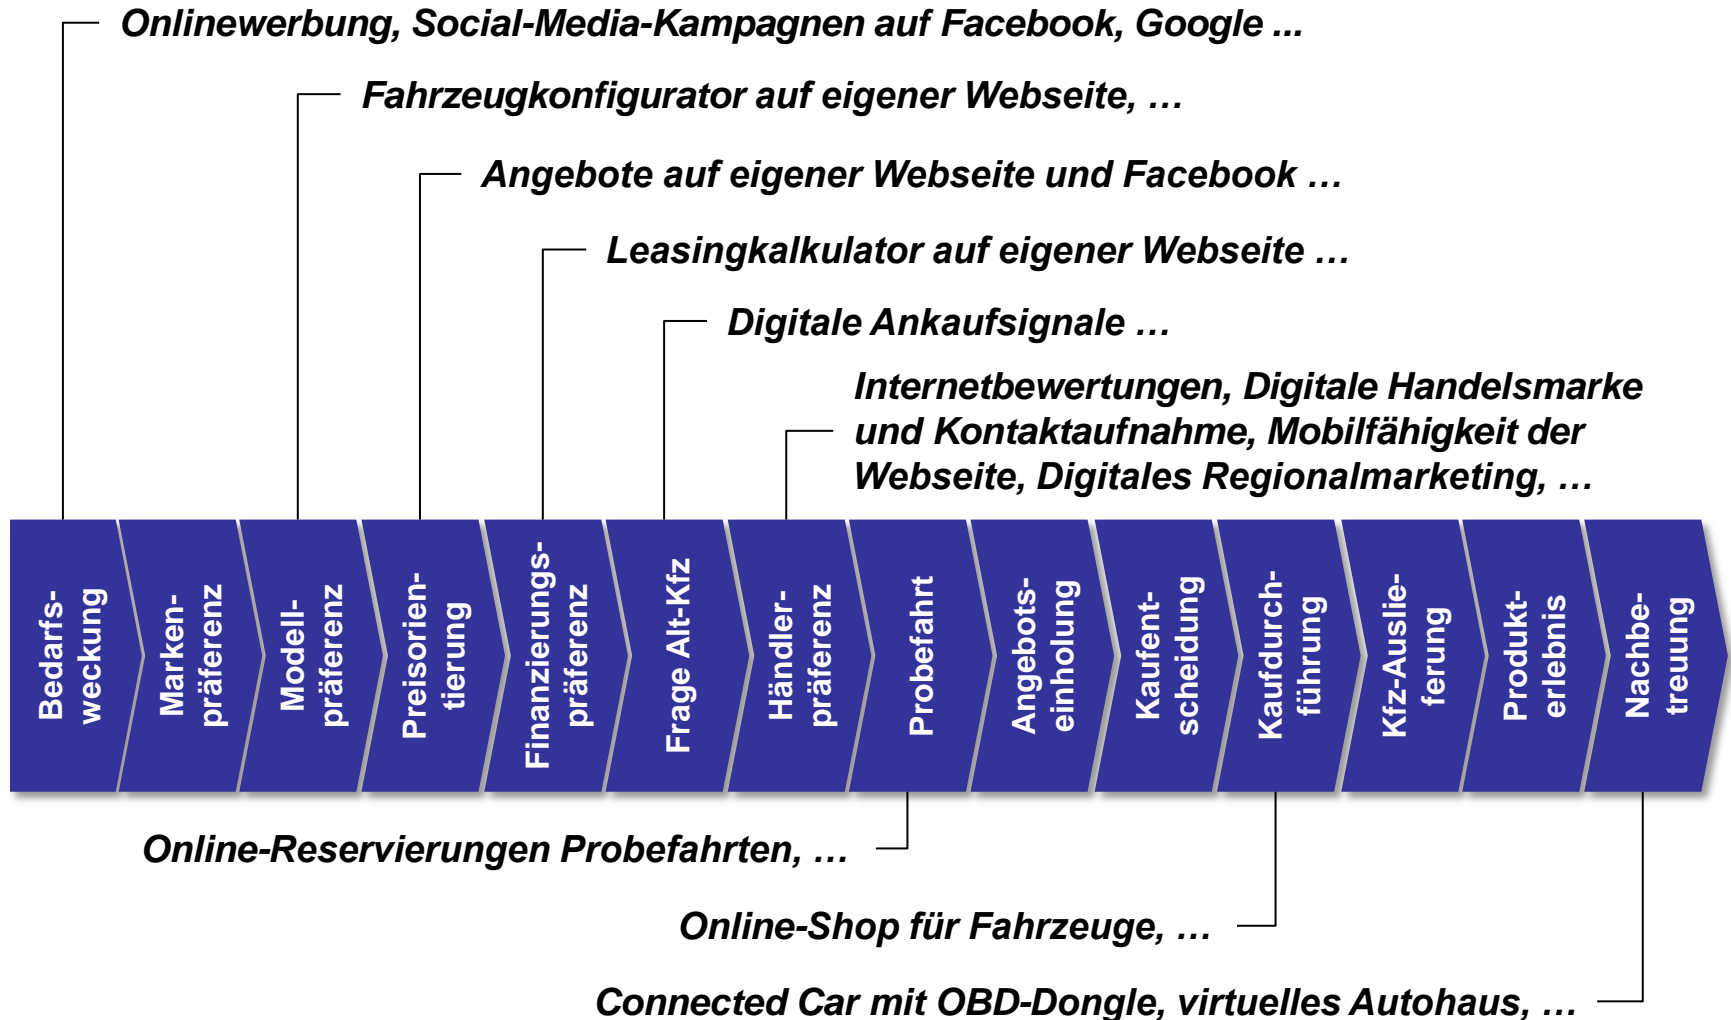 Onlinewerbung, Social-Media-Kampagnen auf Facebook, Google ...
Fahrzeugkonfigurator auf eigener Webseite, …
Angebote auf eigener Webseite und Facebook …
Leasingkalkulator auf eigener Webseite …
Digitale Ankaufsignale …
Internetbewertungen, Digitale Handelsmarke
und Kontaktaufnahme, Mobilfähigkeit der
Webseite, Digitales Regionalmarketing, …
Bedarfs-
weckung
Marken-
präferenz
Modell-
präferenz
Preisorien-
tierung
Finanzierungs-
präferenz
Frage Alt-Kfz
Händler-
präferenz
Probefahrt
Angebots-
einholung
Kaufent-
scheidung
Kaufdurch-
führung
Kfz-Auslie-
ferung
Produkt-
erlebnis
Nachbe-
treuung
Online-Reservierungen Probefahrten, …
Online-Shop für Fahrzeuge, …
Connected Car mit OBD-Dongle, virtuelles Autohaus, …